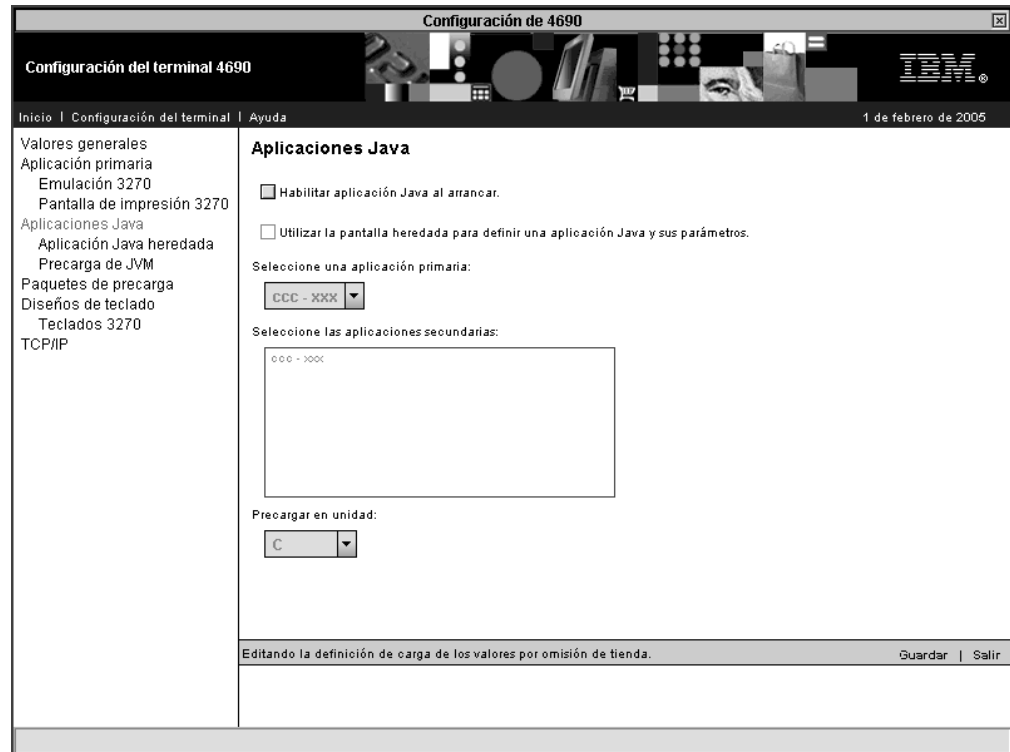 Configuración de 4690
Configuración del terminal 4690
IBM®
Inicio | Configuración del terminal | Ayuda
1 de febrero de 2005
Valores generales
Aplicación primaria
Emulación 3270
Pantalla de impresión 3270
Aplicaciones Java
Aplicación Java heredada
Precarga de JVM
Paquetes de precarga
Diseños de teclado
Teclados 3270
TCP/IP
Aplicaciones Java
Habilitar aplicación Java al arrancar.
Utilizar la pantalla heredada para definir una aplicación Java y sus parámetros.
Seleccione una aplicación primaria:
CCC - XXX
Seleccione las aplicaciones secundarias:
ccc - xxx
Precargar en unidad:
C
Editando la definición de carga de los valores por omisión de tienda.
Guardar | Salir